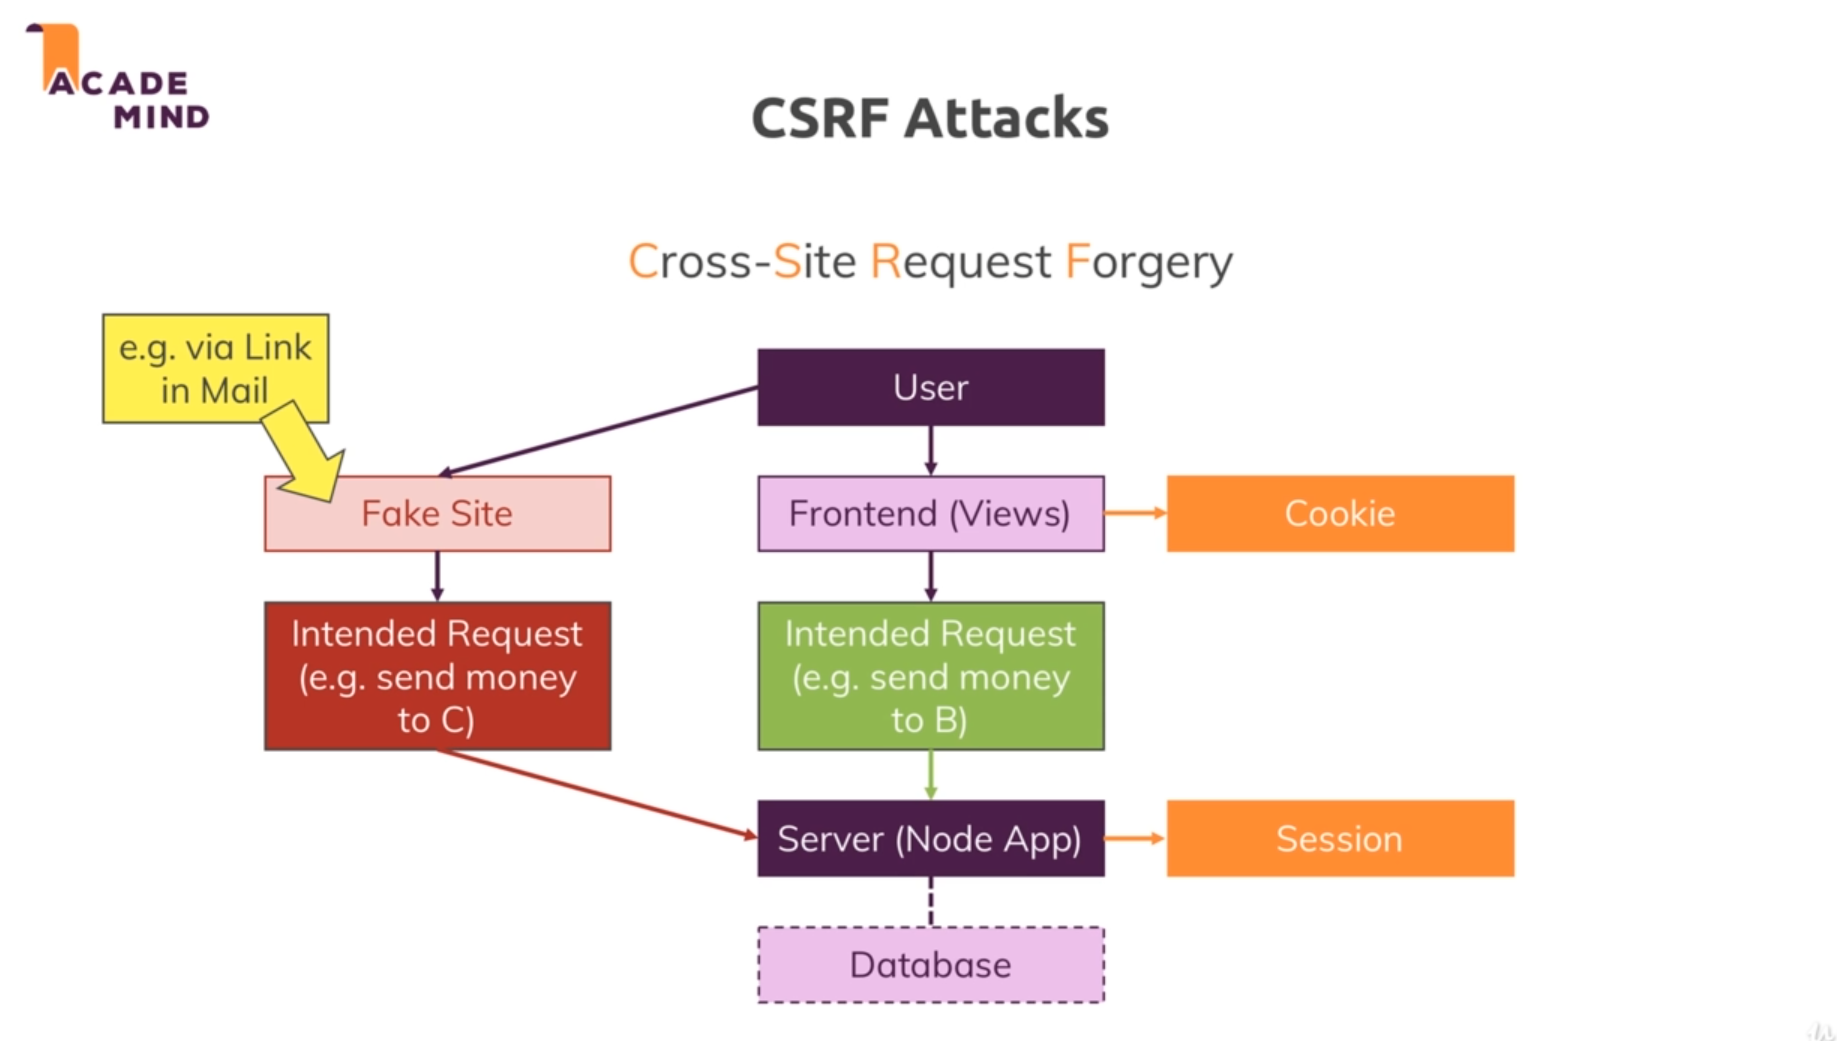 ACADE
MIND
CSRF Attacks
Cross-Site Request Forgery
e.g. via Link
in Mail
User
Fake Site
Frontend (Views)
Cookie
Intended Request
(e.g. send money
to C)
Intended Request
(e.g. send money
to B)
Server (Node App)
Session
Database